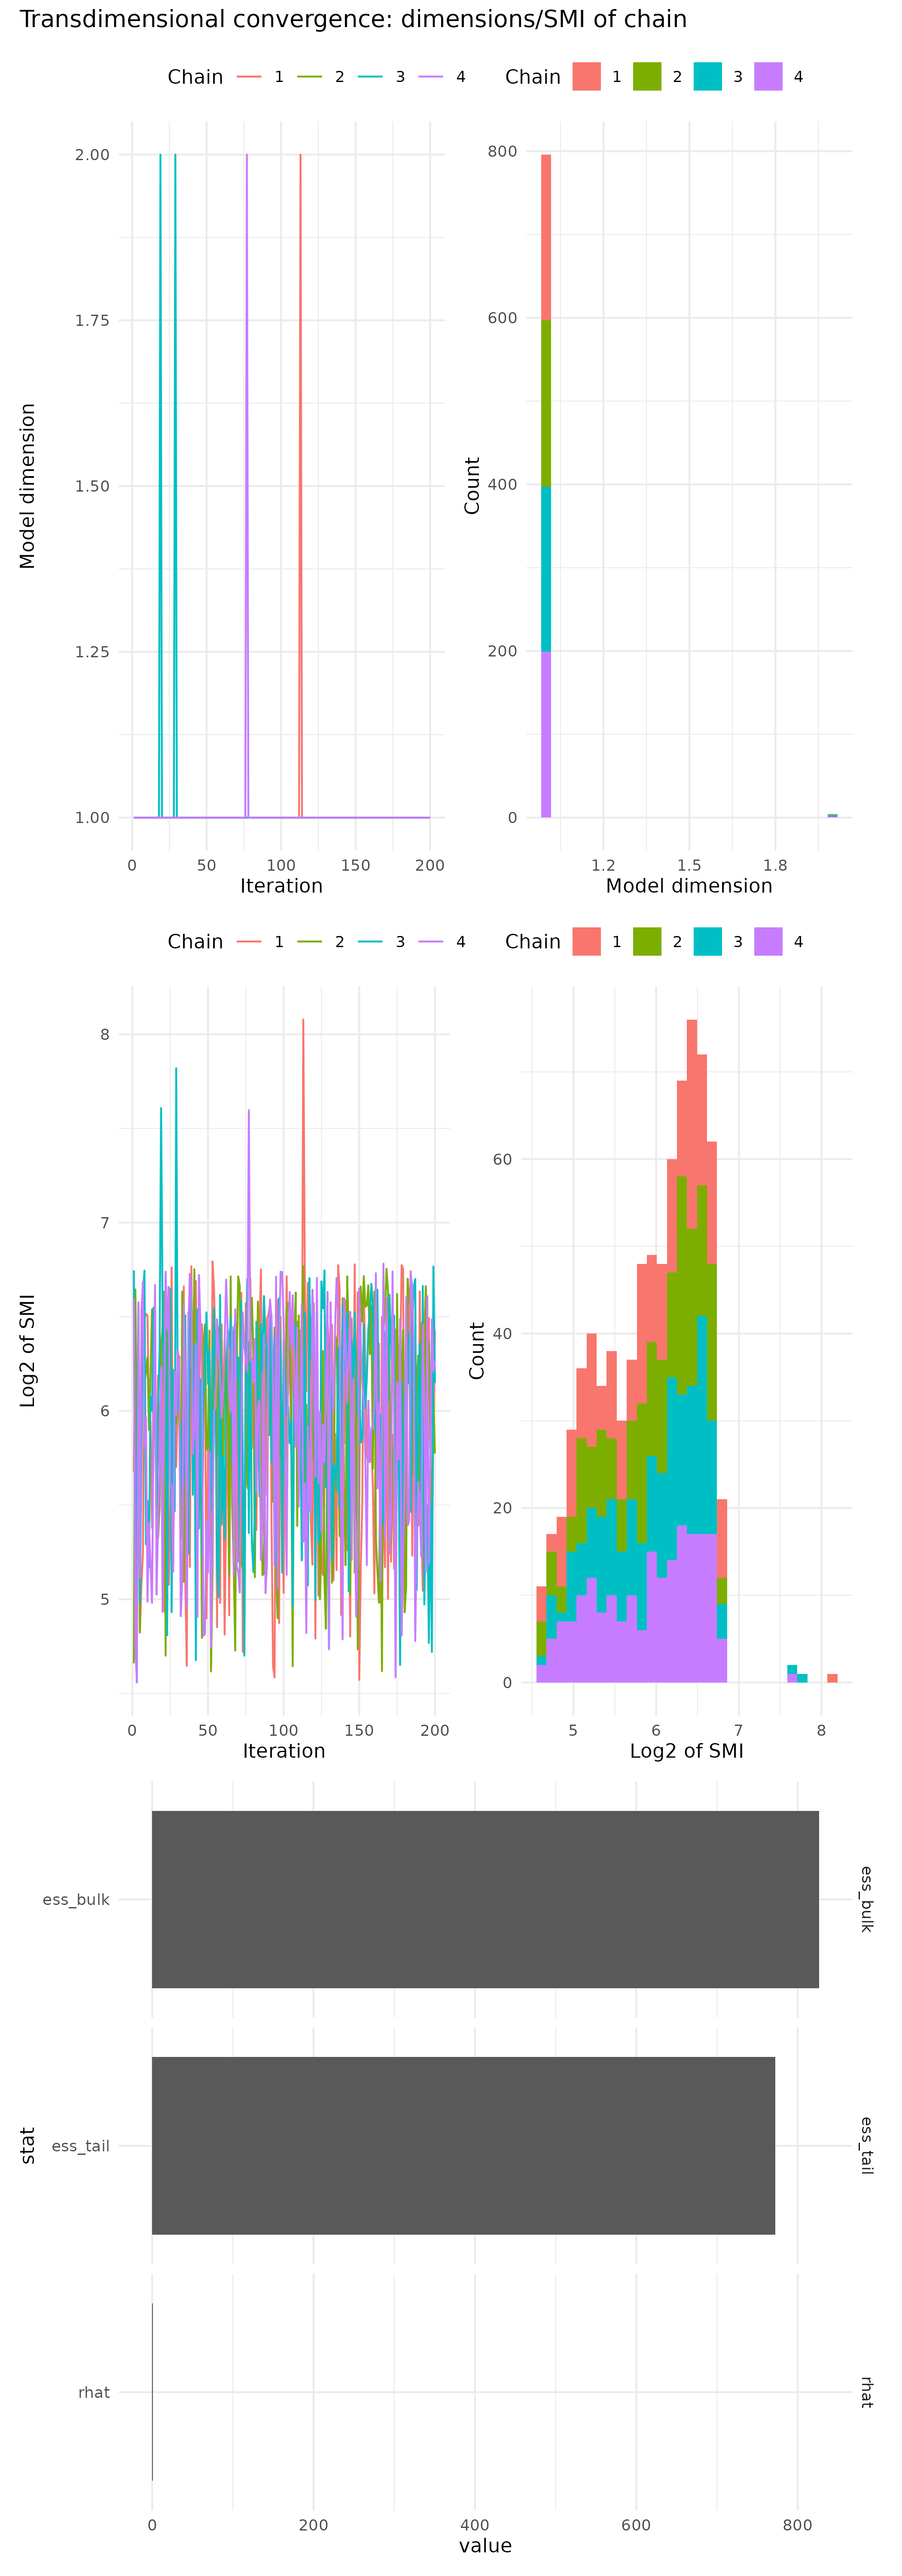 Transdimensional convergence: dimensions/SMI of chain
Chain 1 2 3 4
Chain 1 2 3 4
2.00
1.75
1.50
1.25
1.00
Model dimension
0 50 100 150 200
Iteration
800
600
400
200
0
Count
1.2 1.5 1.8
Model dimension
Chain 1 2 3 4
Chain 1 2 3 4
8
7
6
5
Log2 of SMI
0 50 100 150 200
Iteration
60
40
20
0
Count
5 6 7 8
Log2 of SMI
ess_bulk
ess_bulk
stat
ess_tail
ess_tail
rhat
rhat
0 200 400 600 800
value